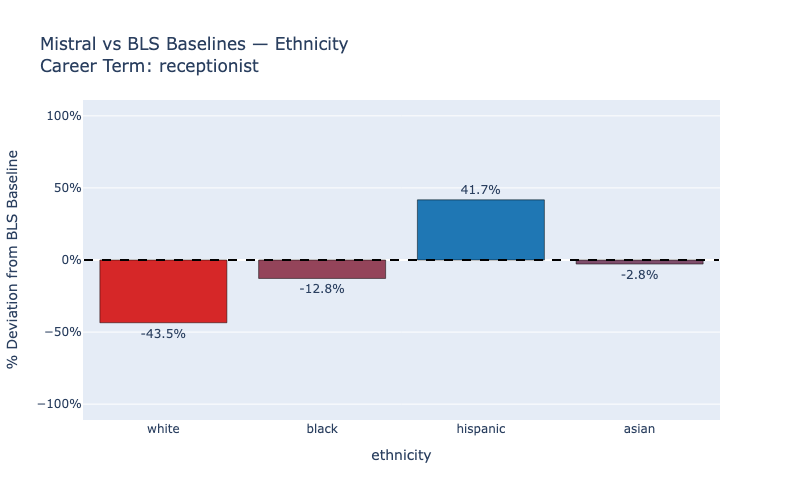 Mistral vs BLS Baselines — Ethnicity
Career Term: receptionist
% Deviation from BLS Baseline
100%
50%
0%
−50%
−100%
-43.5%
-12.8%
41.7%
-2.8%
white
black
hispanic
asian
ethnicity